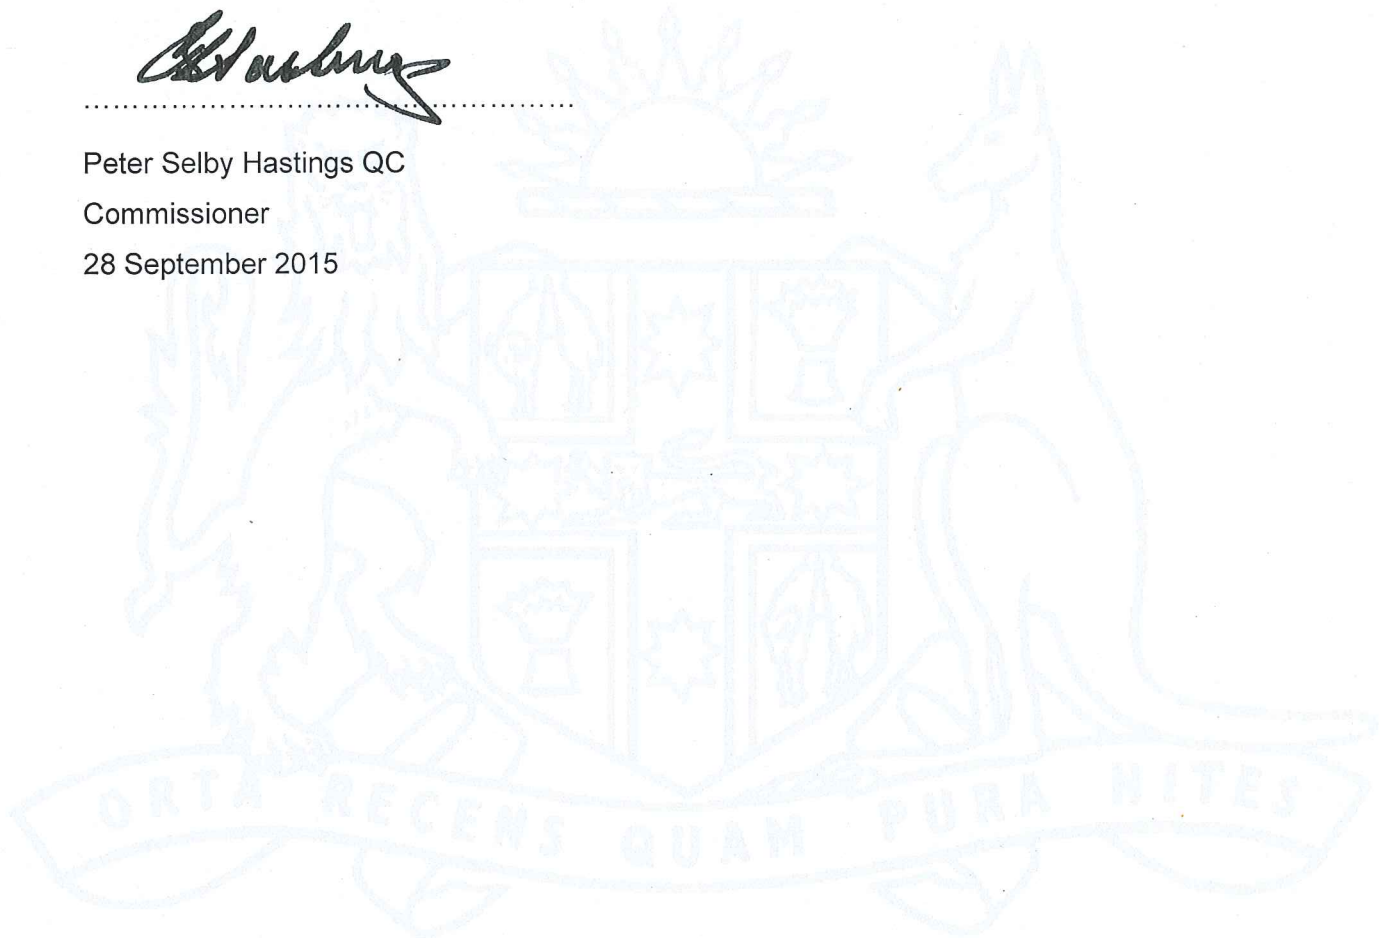 Peter Selby Hastings QC
Commissioner
28 September 2015
ORTA RECENS QUAM PURA NITES